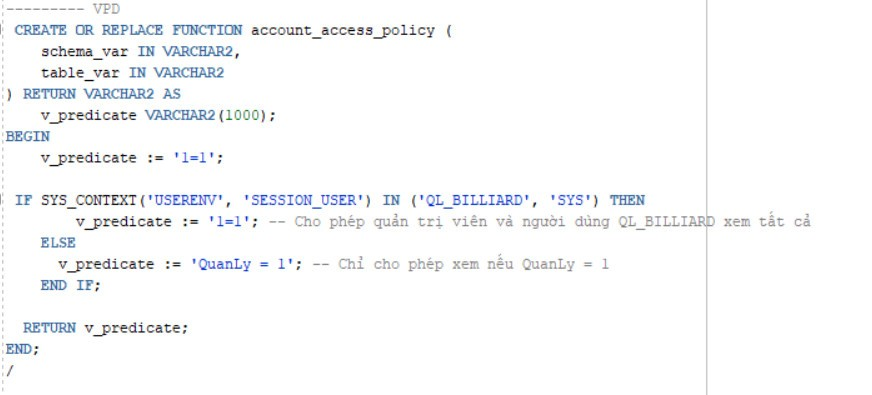 --------- VPD
CREATE OR REPLACE FUNCTION account_access_policy (
schema_var IN VARCHAR2,
table_var IN VARCHAR2
) RETURN VARCHAR2 AS
v_predicate VARCHAR2(1000);
BEGIN
v_predicate := '1=1';
IF SYS_CONTEXT('USERENV', 'SESSION_USER') IN ('QL_BILLIARD', 'SYS') THEN
v_predicate := '1=1'; -- Cho phép quản trị viên và người dùng QL_BILLIARD xem tất cả
ELSE
v_predicate := 'QuanLy = 1'; -- Chỉ cho phép xem nếu QuanLy = 1
END IF;
RETURN v_predicate;
END;
/